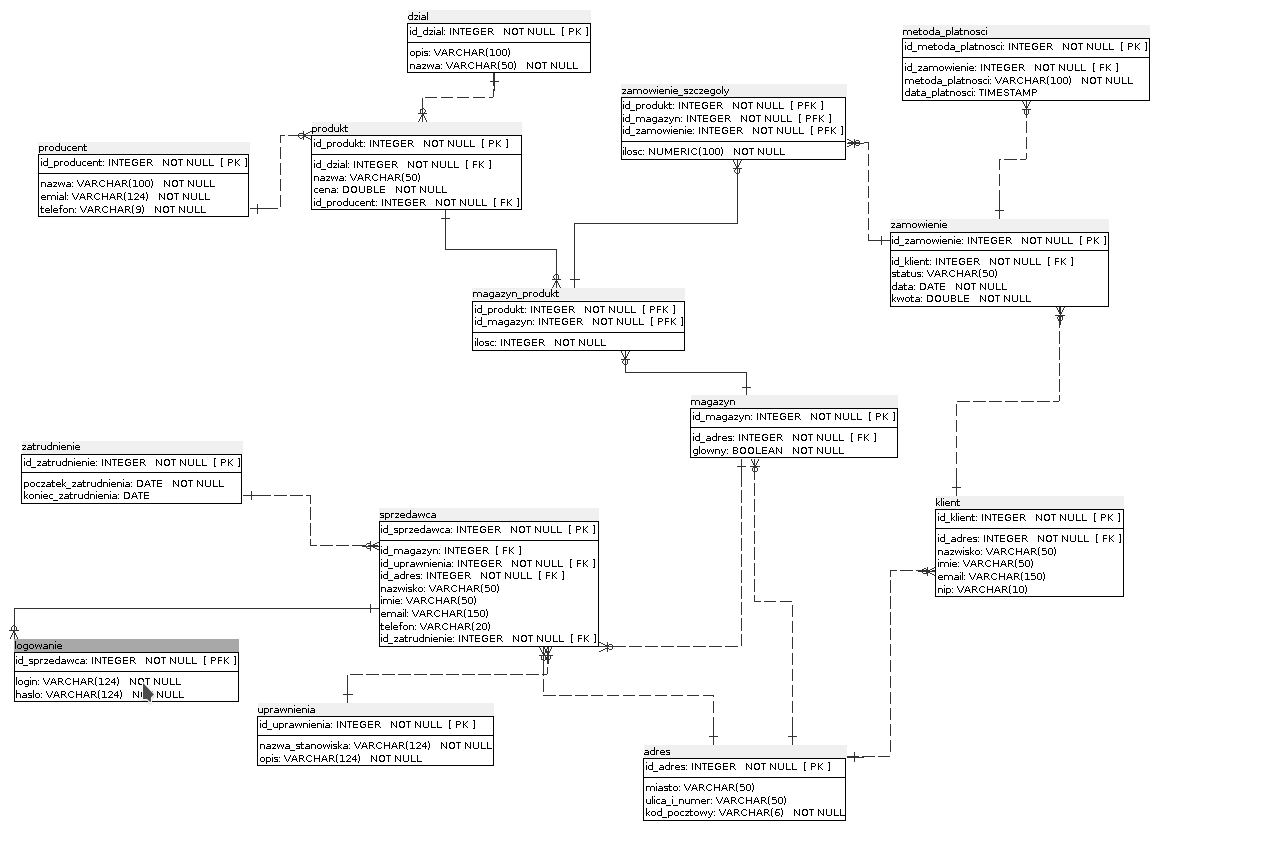 dzial
id_dzial: INTEGER NOT NULL [ PK ]
opis: VARCHAR(100)
nazwa: VARCHAR(50) NOT NULL
metoda_platnosci
id_metoda_platnosci: INTEGER NOT NULL [ PK ]
id_zamowienie: INTEGER NOT NULL [ FK ]
metoda_platnosci: VARCHAR(100) NOT NULL
data_platnosci: TIMESTAMP
zamowienie_szczegoly
id_produkt: INTEGER NOT NULL [ PFK ]
id_magazyn: INTEGER NOT NULL [ PFK ]
id_zamowienie: INTEGER NOT NULL [ PFK ]
ilosc: NUMERIC(100) NOT NULL
produkt
id_produkt: INTEGER NOT NULL [ PK ]
id_dzial: INTEGER NOT NULL [ FK ]
nazwa: VARCHAR(50)
cena: DOUBLE NOT NULL
id_producent: INTEGER NOT NULL [ FK ]
producent
id_producent: INTEGER NOT NULL [ PK ]
nazwa: VARCHAR(100) NOT NULL
emial: VARCHAR(124) NOT NULL
telefon: VARCHAR(9) NOT NULL
zamowienie
id_zamowienie: INTEGER NOT NULL [ PK ]
id_klient: INTEGER NOT NULL [ FK ]
status: VARCHAR(50)
data: DATE NOT NULL
kwota: DOUBLE NOT NULL
magazyn_produkt
id_produkt: INTEGER NOT NULL [ PFK ]
id_magazyn: INTEGER NOT NULL [ PFK ]
ilosc: INTEGER NOT NULL
magazyn
id_magazyn: INTEGER NOT NULL [ PK ]
id_adres: INTEGER NOT NULL [ FK ]
glowny: BOOLEAN NOT NULL
zatrudnienie
id_zatrudnienie: INTEGER NOT NULL [ PK ]
poczatek_zatrudnienia: DATE NOT NULL
koniec_zatrudnienia: DATE
klient
id_klient: INTEGER NOT NULL [ PK ]
id_adres: INTEGER NOT NULL [ FK ]
nazwisko: VARCHAR(50)
imie: VARCHAR(50)
email: VARCHAR(150)
nip: VARCHAR(10)
sprzedawca
id_sprzedawca: INTEGER NOT NULL [ PK ]
id_magazyn: INTEGER [ FK ]
id_uprawnienia: INTEGER NOT NULL [ FK ]
id_adres: INTEGER NOT NULL [ FK ]
nazwisko: VARCHAR(50)
imie: VARCHAR(50)
email: VARCHAR(150)
telefon: VARCHAR(20)
id_zatrudnienie: INTEGER NOT NULL [ FK ]
logowanie
id_sprzedawca: INTEGER NOT NULL [ PFK ]
login: VARCHAR(124) NOT NULL
haslo: VARCHAR(124) NOT NULL
uprawnienia
id_uprawnienia: INTEGER NOT NULL [ PK ]
nazwa_stanowiska: VARCHAR(124) NOT NULL
opis: VARCHAR(124) NOT NULL
adres
id_adres: INTEGER NOT NULL [ PK ]
miasto: VARCHAR(50)
ulica_i_numer: VARCHAR(50)
kod_pocztowy: VARCHAR(6) NOT NULL